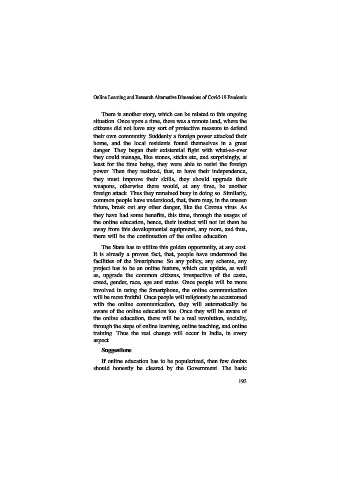 Online Learning and Research Alternative Dimensions of Covid-19 Pandemic
There is another story, which can be related to this ongoing
situation. Once upon a time, there was a remote land, where the
citizens did not have any sort of protective measure to defend
their own community. Suddenly a foreign power attacked their
home, and the local residents found themselves in a great
danger. They began their existential fight with what-so-ever
they could manage, like stones, sticks etc, and surprisingly, at
least for the time being, they were able to resist the foreign
power. Then they realized, that, to have their independence,
they must improve their skills, they should upgrade their
weapons, otherwise there would, at any time, be another
foreign attack. Thus they remained busy in doing so. Similarly,
common people have understood, that, there may, in the unseen
future, break out any other danger, like the Corona virus. As
they have had some benefits, this time, through the usages of
the online education, hence, their instinct will not let them be
away from this developmental equipment, any more, and thus,
there will be the continuation of the online education.
The State has to utilize this golden opportunity, at any cost.
It is already a proven fact, that, people have understood the
facilities of the Smartphone. So any policy, any scheme, any
project has to be an online feature, which can update, as well
as, upgrade the common citizens, irrespective of the caste,
creed, gender, race, age and status. Once people will be more
involved in using the Smartphone, the online communication
will be more fruitful. Once people will religiously be accustomed
with the online communication, they will automatically be
aware of the online education too. Once they will be aware of
the online education, there will be a real revolution, socially,
through the steps of online learning, online teaching, and online
training. Thus the real change will occur in India, in every
aspect.
Suggestions
If online education has to be popularized, then few doubts
should honestly be cleared by the Government. The basic
193